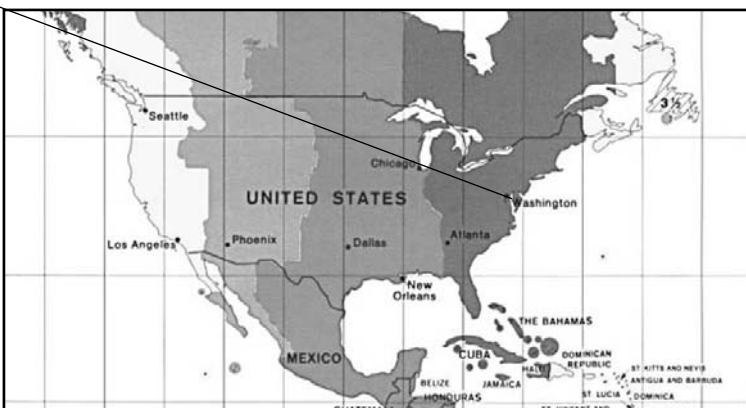 3½
Seattle
Chicago
UNITED STATES
Washington
Los Angeles
Phoenix
Dallas
Atlanta
New
Orleans
THE BAHAMAS
MEXICO
CUBA
DOMINICAN
REPUBLIC
HAITI
ST. KITTS AND NEVIS
ANTIGUA AND BARBUDA
BELIZE
JAMAICA
HONDURAS
ST. LUCIA
DOMINICA